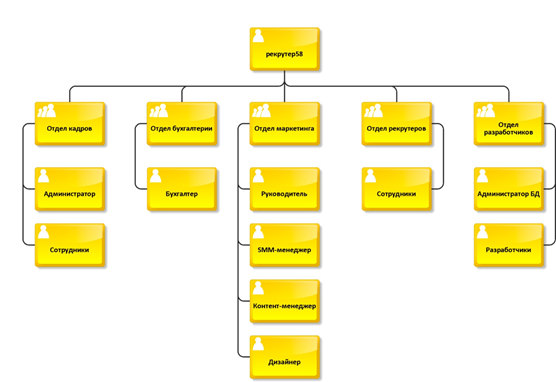 рекрутер58
Отдел кадров
Отдел бухгалтерии
Отдел маркетинга
Отдел рекрутеров
Отдел
разработчиков
Администратор
Бухгалтер
Руководитель
Сотрудники
Администратор БД
Сотрудники
SMM-менеджер
Разработчики
Контент-менеджер
Дизайнер